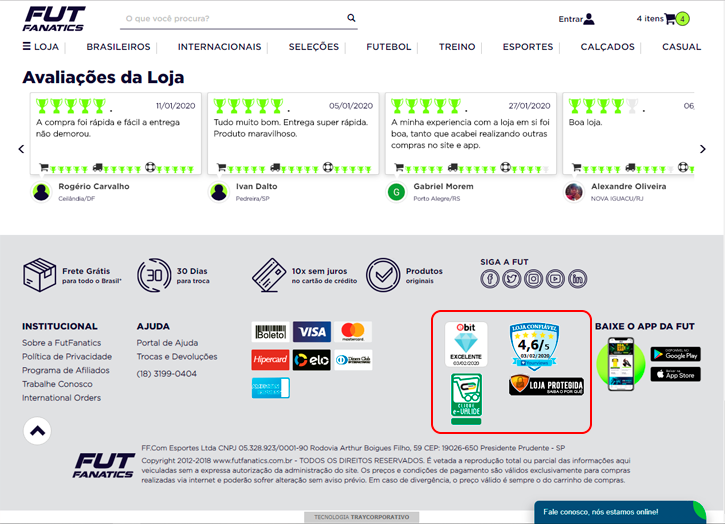 FUT
FANATICS
O que você procura?
Entrar
4 itens
4
LOJA
BRASILEIROS
INTERNACIONAIS
SELEÇÕES
FUTEBOL
TREINO
ESPORTES
CALÇADOS
CASUAL
Avaliações da Loja
11/01/2020
A compra foi rápida e fácil a entrega
não demorou.
Rogério Carvalho
Ceilândia/DF
05/01/2020
Tudo muito bom. Entrega super rápida.
Produto maravilhoso.
Ivan Dalto
Pedreira/SP
27/01/2020
A minha experiencia com a loja em si foi
boa, tanto que acabei realizando outras
compras no site e app.
G
Gabriel Morem
Porto Alegre/RS
06/
Boa loja.
Alexandre Oliveira
NOVA IGUACU/RJ
Frete Grátis
para todo o Brasil*
30
30 Dias
para troca
10x sem juros
no cartão de crédito
Produtos
originais
SIGA A FUT
INSTITUCIONAL
Sobre a FutFanatics
Política de Privacidade
Programa de Afiliados
Trabalhe Conosco
International Orders
AJUDA
Portal de Ajuda
Trocas e Devoluções
(18) 3199-0404
Boleto
VISA
mastercard
Hipercard
elo
Diners Club
INTERNATIONAL
ebit
EXCELENTE
03/02/2020
LOJA CONFIÁVEL
4,6/5
03/02/2020
CLIENTE
e-VALIDE
LOJA PROTEGIDA
SAIBA O POR QUÊ
BAIXE O APP DA FUT
DISPONÍVEL NO
Google Play
App Store
FUT
FANATICS
FF.Com Esportes Ltda CNPJ 05.328.923/0001-90 Rodovia Arthur Boigues Filho, 59 CEP: 19026-650 Presidente Prudente - SP
Copyright 2012-2018 www.futfanatics.com.br - TODOS OS DIREITOS RESERVADOS. É vetada a reprodução total ou parcial das informações aqui
veiculadas sem a expressa autorização da administração do site. Os preços e condições de pagamento são válidos exclusivamente para compras
realizadas via internet e poderão sofrer alteração sem aviso prévio. Em caso de divergência, o preço válido é sempre o do carrinho de compras.
TECNOLOGIA TRAYCORPORATIVO
Fale conosco, nós estamos online!